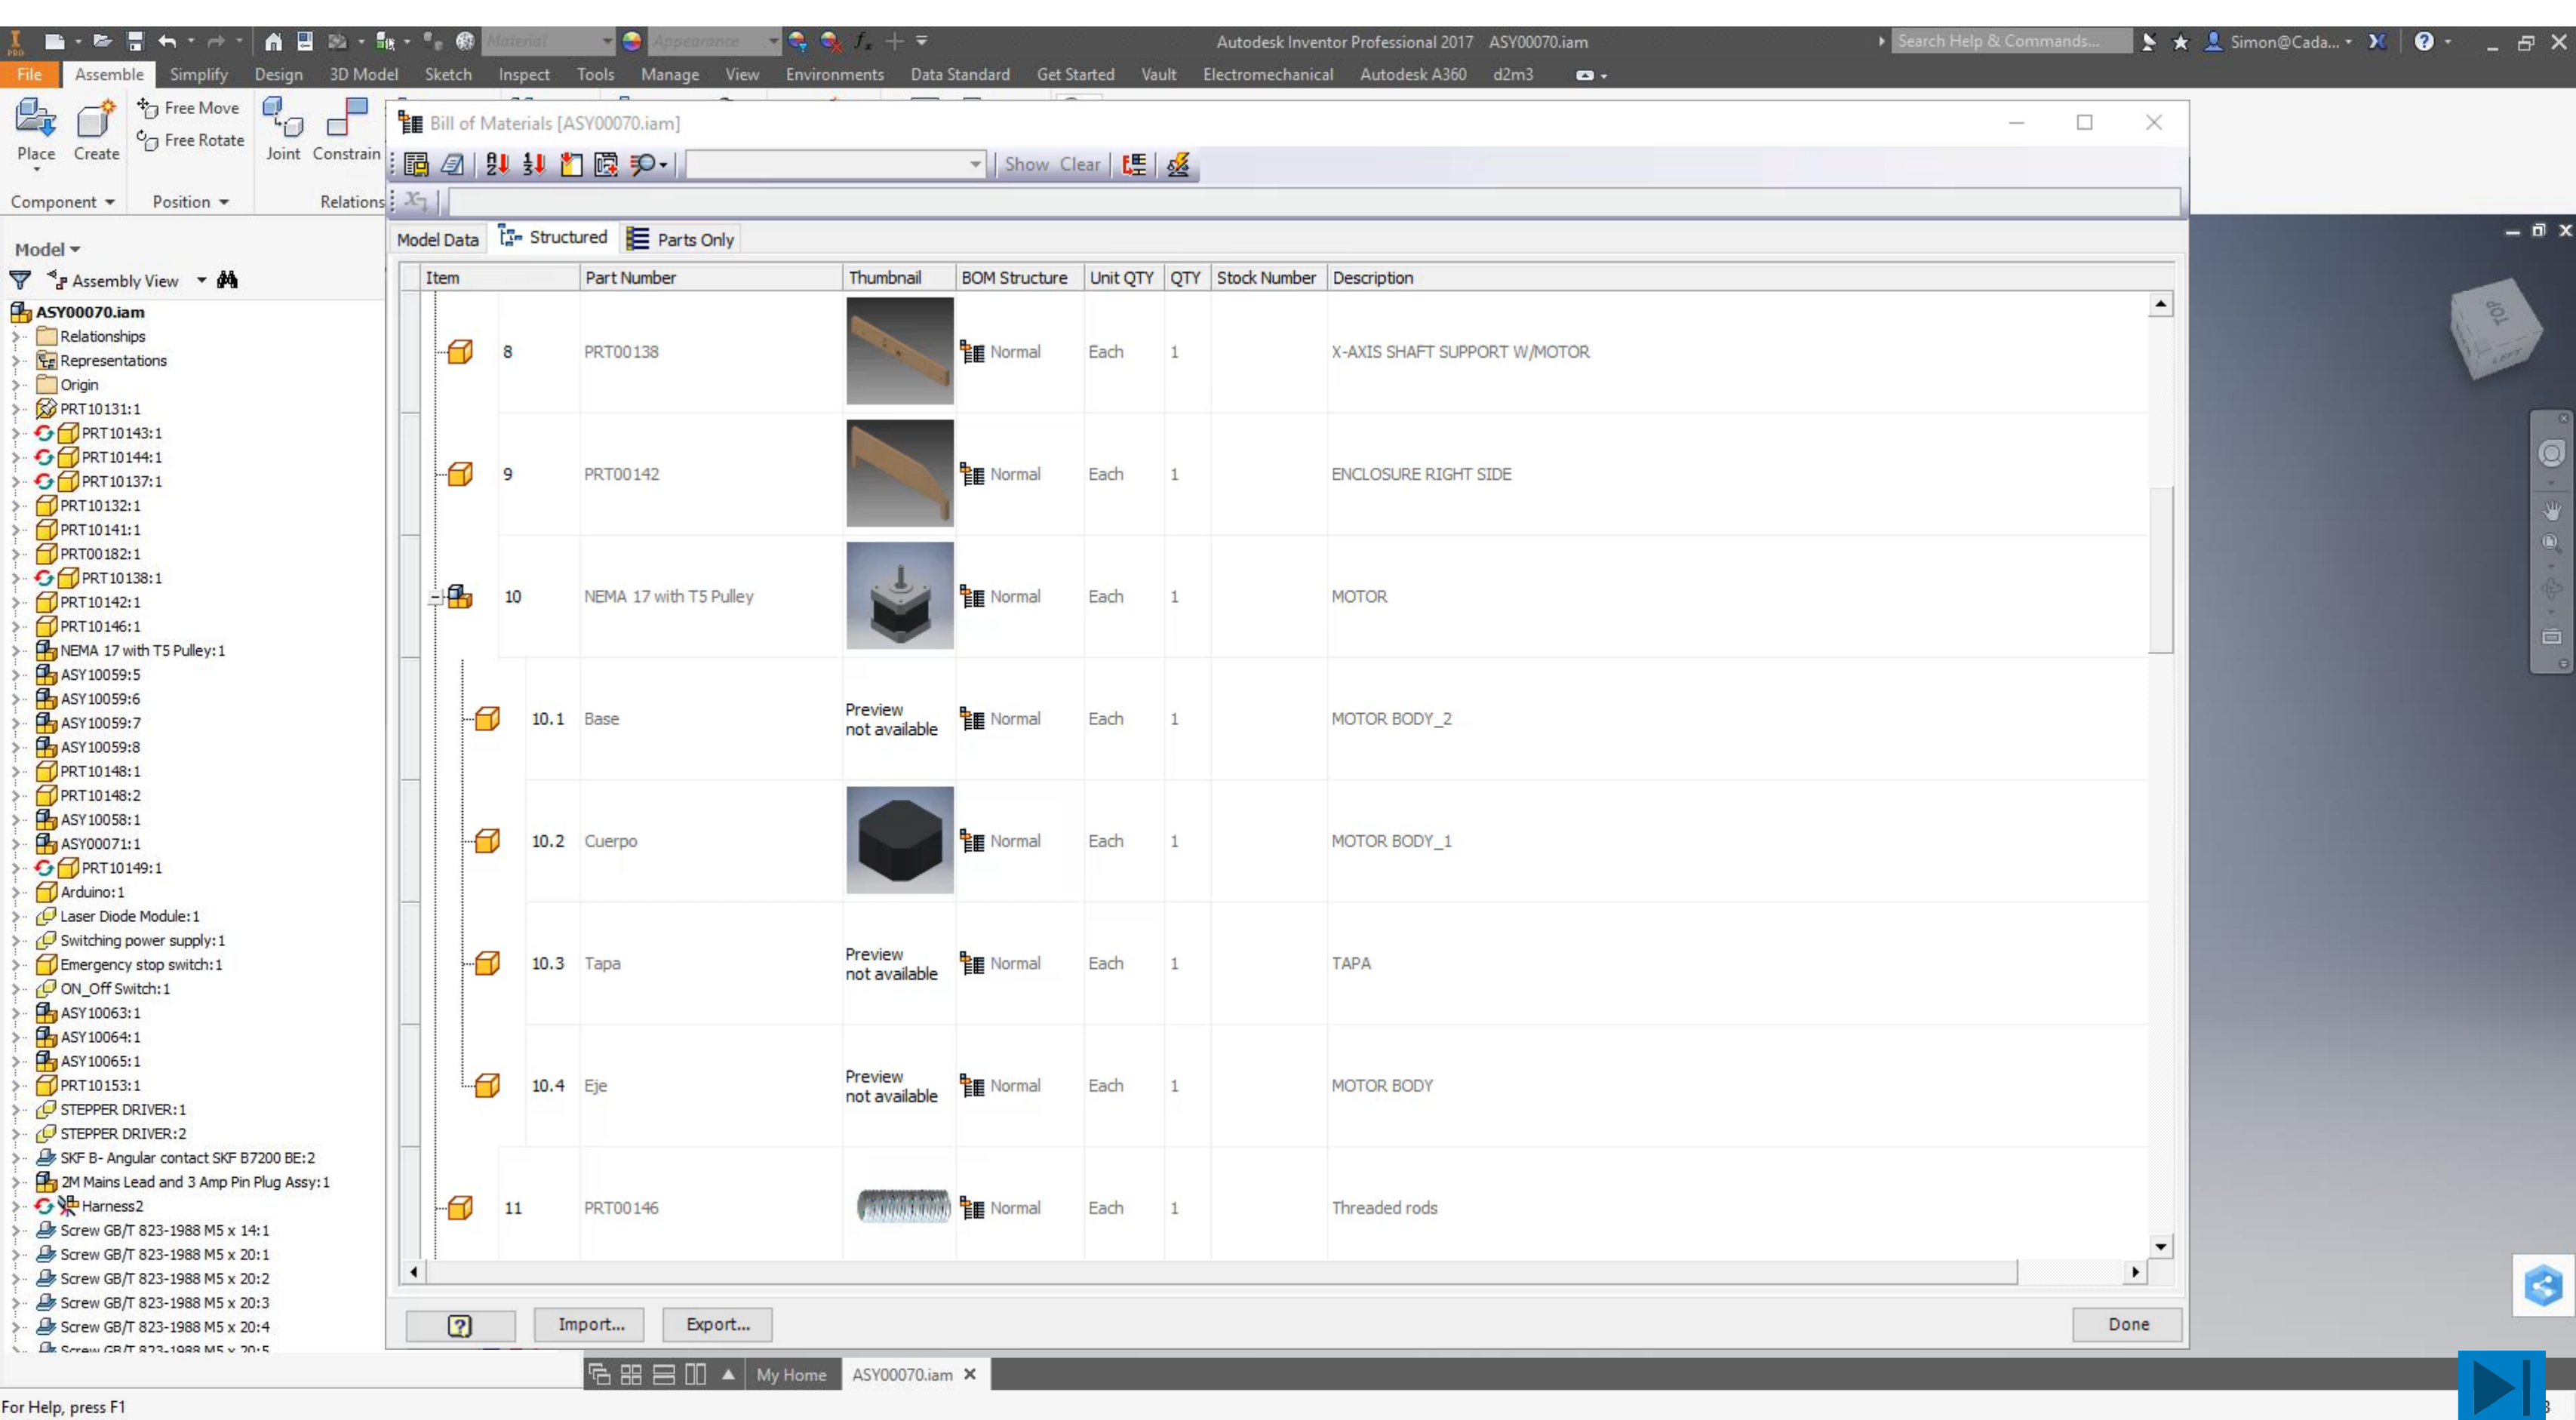 PRO
Material
Appearance
Autodesk Inventor Professional 2017 ASY00070.iam
Search Help & Commands...
Simon@Cada...
File Assemble Simplify Design 3D Model Sketch Inspect Tools Manage View Environments Data Standard Get Started Vault Electromechanical Autodesk A360 d2m3
Free Move
Free Rotate
Place Create Joint Constrain
Component Position Relations
Bill of Materials [ASY00070.iam]
Show Clear
Model Data Structured Parts Only
Item Part Number Thumbnail BOM Structure Unit QTY QTY Stock Number Description
8 PRT00138 Normal Each 1 X-AXIS SHAFT SUPPORT W/MOTOR
9 PRT00142 Normal Each 1 ENCLOSURE RIGHT SIDE
10 NEMA 17 with T5 Pulley Normal Each 1 MOTOR
10.1 Base Preview not available Normal Each 1 MOTOR BODY_2
10.2 Cuerpo Normal Each 1 MOTOR BODY_1
10.3 Tapa Preview not available Normal Each 1 TAPA
10.4 Eje Preview not available Normal Each 1 MOTOR BODY
11 PRT00146 Normal Each 1 Threaded rods
Import... Export... Done
Model
Assembly View
ASY00070.iam
Relationships
Representations
Origin
PRT10131:1
PRT10143:1
PRT10144:1
PRT10137:1
PRT10132:1
PRT10141:1
PRT00182:1
PRT10138:1
PRT10142:1
PRT10146:1
NEMA 17 with T5 Pulley:1
ASY10059:5
ASY10059:6
ASY10059:7
ASY10059:8
PRT10148:1
PRT10148:2
ASY10058:1
ASY00071:1
PRT10149:1
Arduino:1
Laser Diode Module:1
Switching power supply:1
Emergency stop switch:1
ON_Off Switch:1
ASY10063:1
ASY10064:1
ASY10065:1
PRT10153:1
STEPPER DRIVER:1
STEPPER DRIVER:2
SKF B- Angular contact SKF B7200 BE:2
2M Mains Lead and 3 Amp Pin Plug Assy:1
Harness2
Screw GB/T 823-1988 M5 x 14:1
Screw GB/T 823-1988 M5 x 20:1
Screw GB/T 823-1988 M5 x 20:2
Screw GB/T 823-1988 M5 x 20:3
Screw GB/T 823-1988 M5 x 20:4
Screw GB/T 823-1988 M5 x 20:5
TOP
LEFT
My Home ASY00070.iam
For Help, press F1